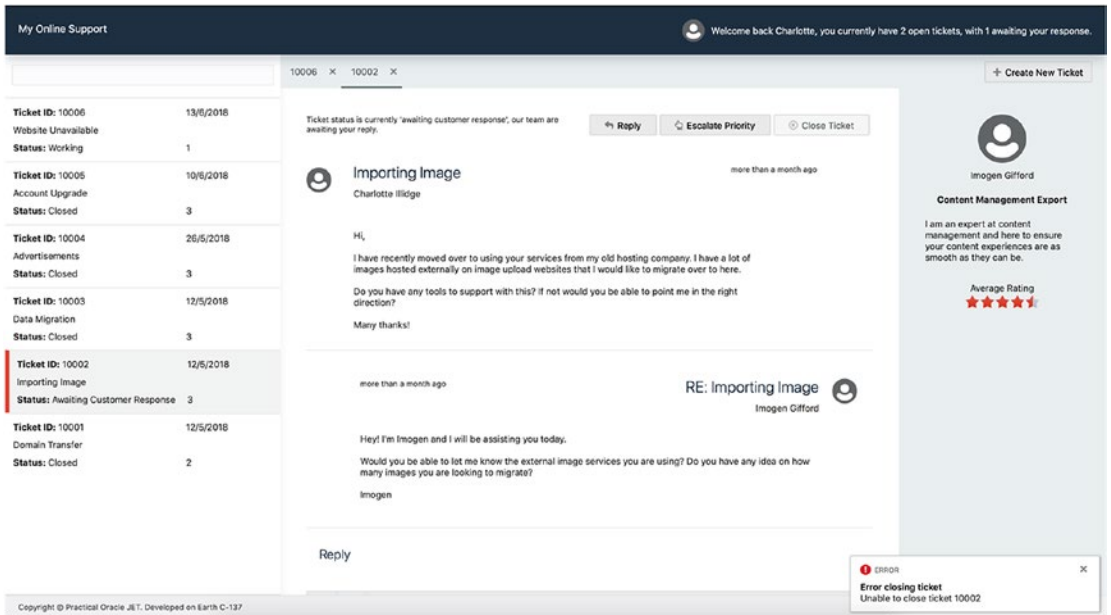 My Online Support
Welcome back Charlotte, you currently have 2 open tickets, with 1 awaiting your response.
10006 × 10002 ×
+ Create New Ticket
Ticket ID: 10006 13/6/2018
Website Unavailable
Status: Working 1
Ticket ID: 10005 10/6/2018
Account Upgrade
Status: Closed 3
Ticket ID: 10004 26/5/2018
Advertisements
Status: Closed 3
Ticket ID: 10003 12/5/2018
Data Migration
Status: Closed 3
Ticket ID: 10002 12/5/2018
Importing Image
Status: Awaiting Customer Response 3
Ticket ID: 10001 12/5/2018
Domain Transfer
Status: Closed 2
Ticket status is currently 'awaiting customer response', our team are
awaiting your reply.
Reply
Escalate Priority
Close Ticket
Importing Image
more than a month ago
Charlotte Illidge
Hi,
I have recently moved over to using your services from my old hosting company. I have a lot of
images hosted externally on image upload websites that I would like to migrate over to here.
Do you have any tools to support with this? If not would you be able to point me in the right
direction?
Many thanks!
more than a month ago
RE: Importing Image
Imogen Gifford
Hey! I'm Imogen and I will be assisting you today.
Would you be able to let me know the external image services you are using? Do you have any idea on how
many images you are looking to migrate?
Imogen
Reply
Imogen Gifford
Content Management Export
I am an expert at content
management and here to ensure
your content experiences are as
smooth as they can be.
Average Rating
ERROR ×
Error closing ticket
Unable to close ticket 10002
Copyright © Practical Oracle JET. Developed on Earth C-137